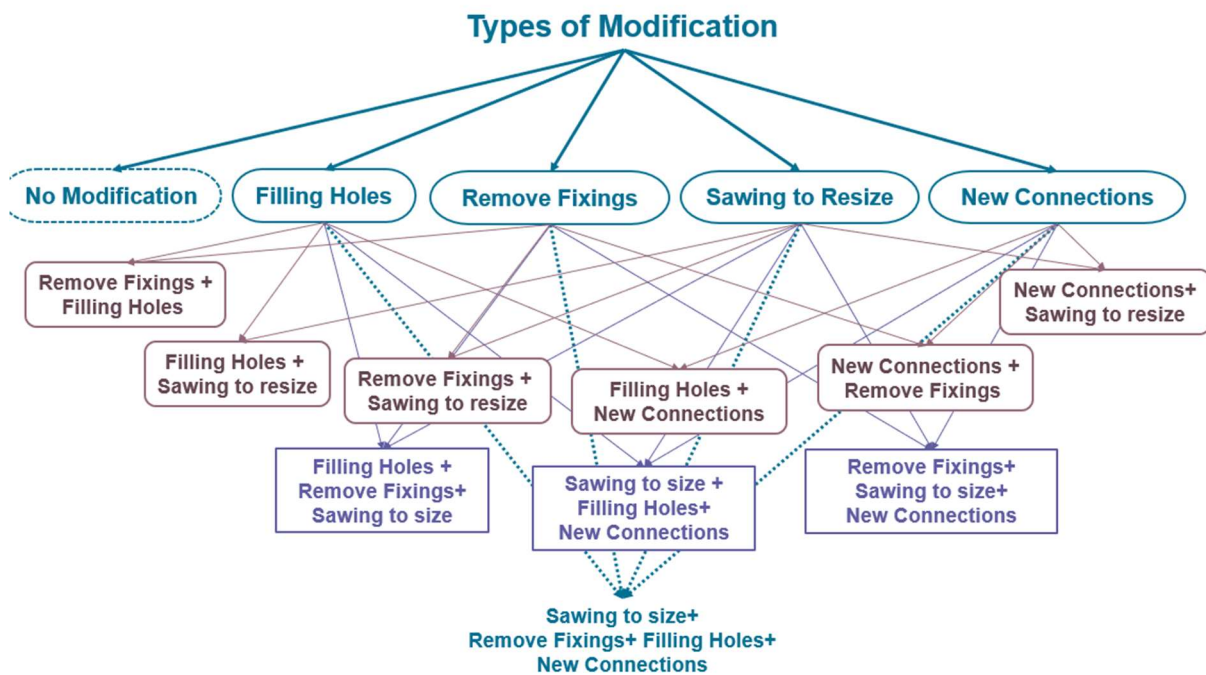 Types of Modification
No Modification
Filling Holes
Remove Fixings
Sawing to Resize
New Connections
Remove Fixings +
Filling Holes
New Connections+
Sawing to resize
Filling Holes +
Sawing to resize
Remove Fixings +
Sawing to resize
Filling Holes +
New Connections
New Connections +
Remove Fixings
Filling Holes +
Remove Fixings+
Sawing to size
Sawing to size +
Filling Holes+
New Connections
Remove Fixings+
Sawing to size+
New Connections
Sawing to size+
Remove Fixings+ Filling Holes+
New Connections